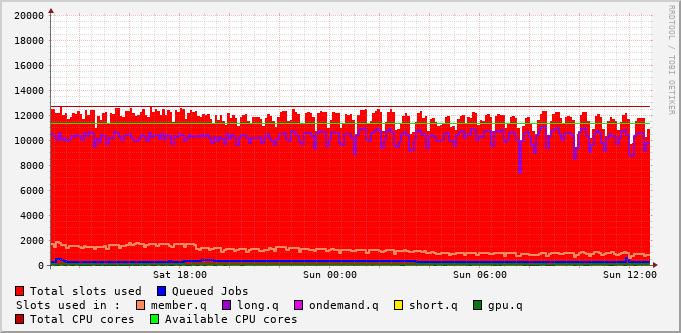 RRDTOOL / TOBI OETIKER
20000
18000
16000
14000
12000
10000
8000
6000
4000
2000
0
Sat 18:00 Sun 00:00 Sun 06:00 Sun 12:00
Total slots used Queued Jobs
Slots used in : member.q long.q ondemand.q short.q gpu.q
Total CPU cores Available CPU cores